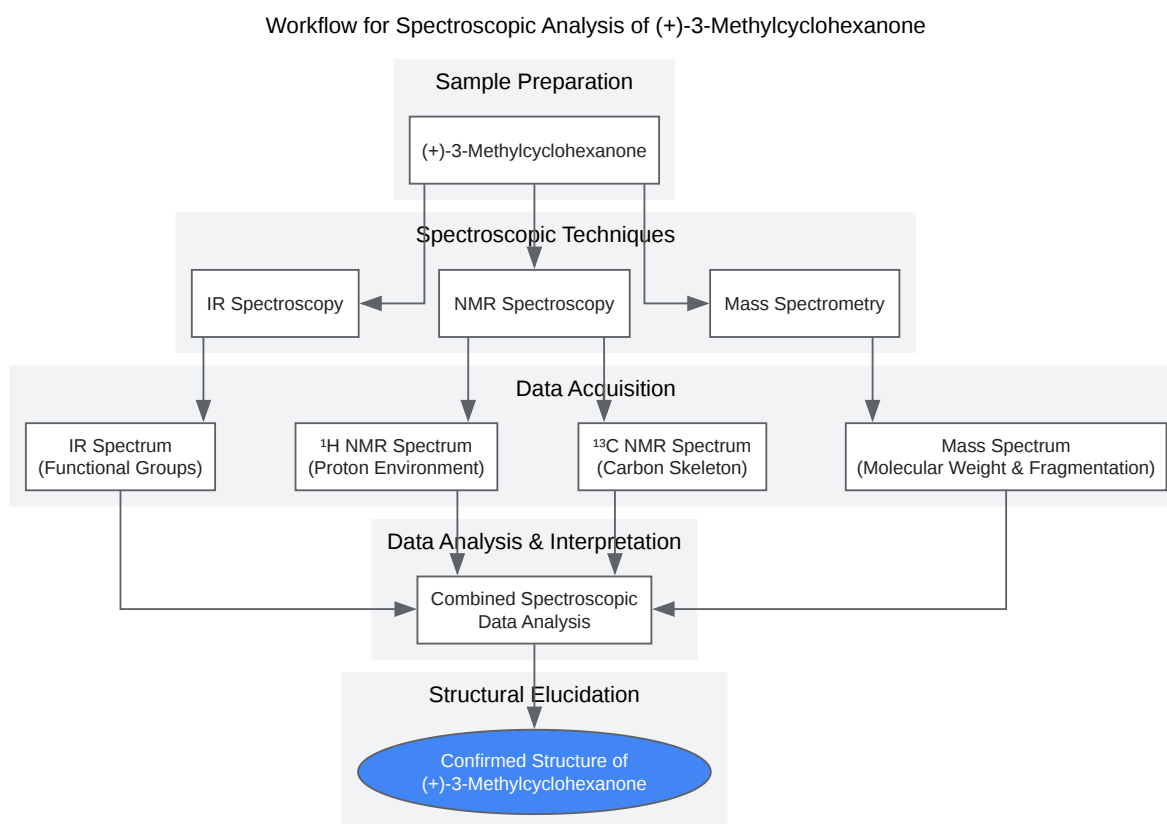 Workflow for Spectroscopic Analysis of (+)-3-Methylcyclohexanone
Sample Preparation
(+)-3-Methylcyclohexanone
Spectroscopic Techniques
IR Spectroscopy
NMR Spectroscopy
Mass Spectrometry
Data Acquisition
IR Spectrum
(Functional Groups)
¹H NMR Spectrum
(Proton Environment)
¹³C NMR Spectrum
(Carbon Skeleton)
Mass Spectrum
(Molecular Weight & Fragmentation)
Data Analysis & Interpretation
Combined Spectroscopic
Data Analysis
Structural Elucidation
Confirmed Structure of
(+)-3-Methylcyclohexanone